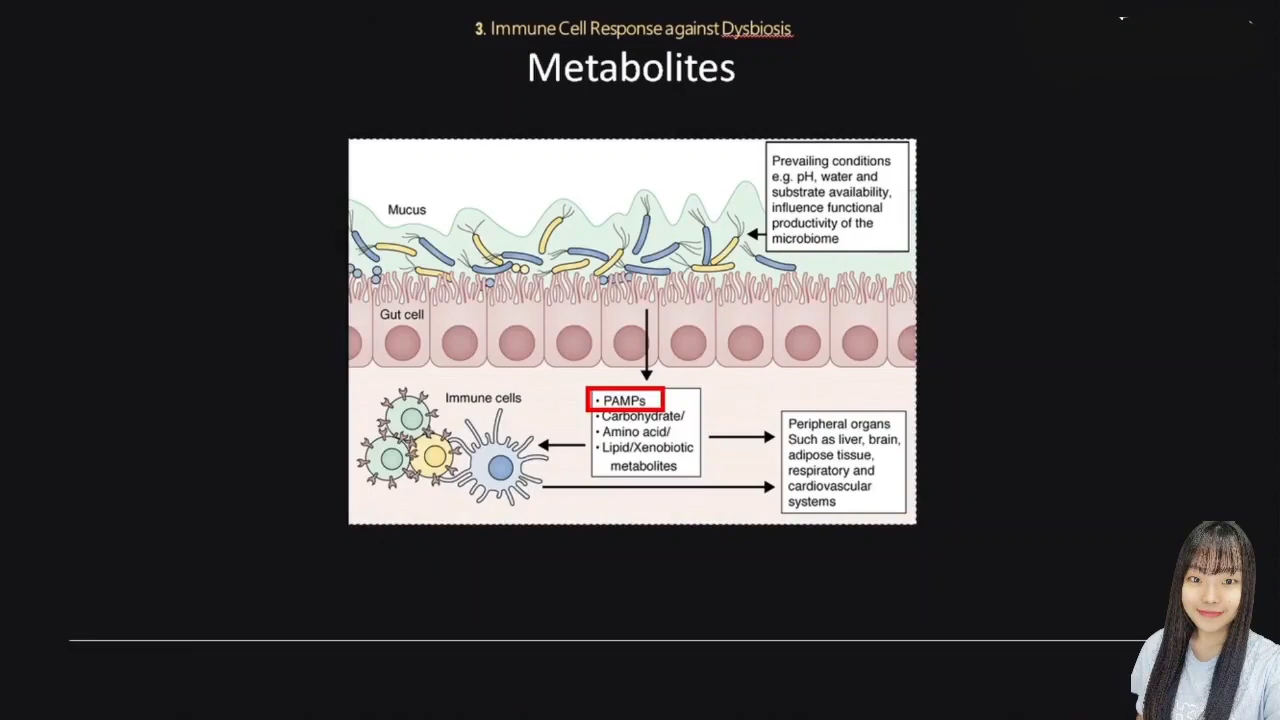 3. Immune Cell Response against Dysbiosis
Metabolites
Prevailing conditions
e.g. pH, water and
substrate availability,
influence functional
productivity of the
microbiome
Mucus
Gut cell
Immune cells
• PAMPs
• Carbohydrate/
• Amino acid/
• Lipid/Xenobiotic
metabolites
Peripheral organs
Such as liver, brain,
adipose tissue,
respiratory and
cardiovascular
systems